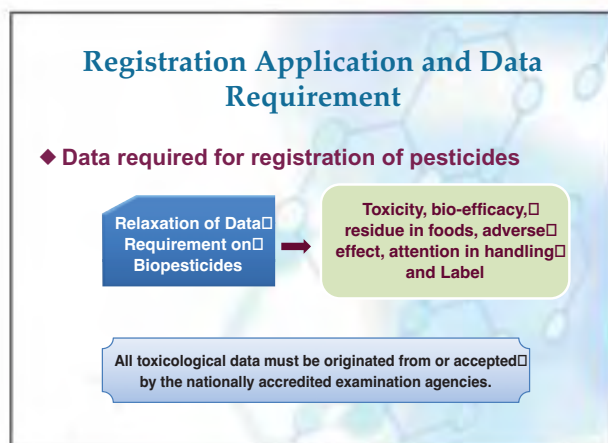 Registration Application and Data
Requirement
◆ Data required for registration of pesticides
Relaxation of Data□
Requirement on□
Biopesticides
Toxicity, bio-efficacy,□
residue in foods, adverse□
effect, attention in handling□
and Label
All toxicological data must be originated from or accepted□
by the nationally accredited examination agencies.